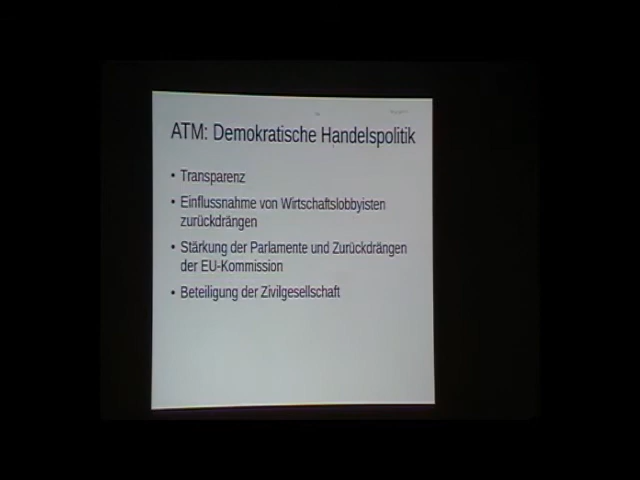 ATM: Demokratische Handelspolitik
• Transparenz
• Einflussnahme von Wirtschaftslobbyisten
zurückdrängen
• Stärkung der Parlamente und Zurückdrängen
der EU-Kommission
• Beteiligung der Zivilgesellschaft